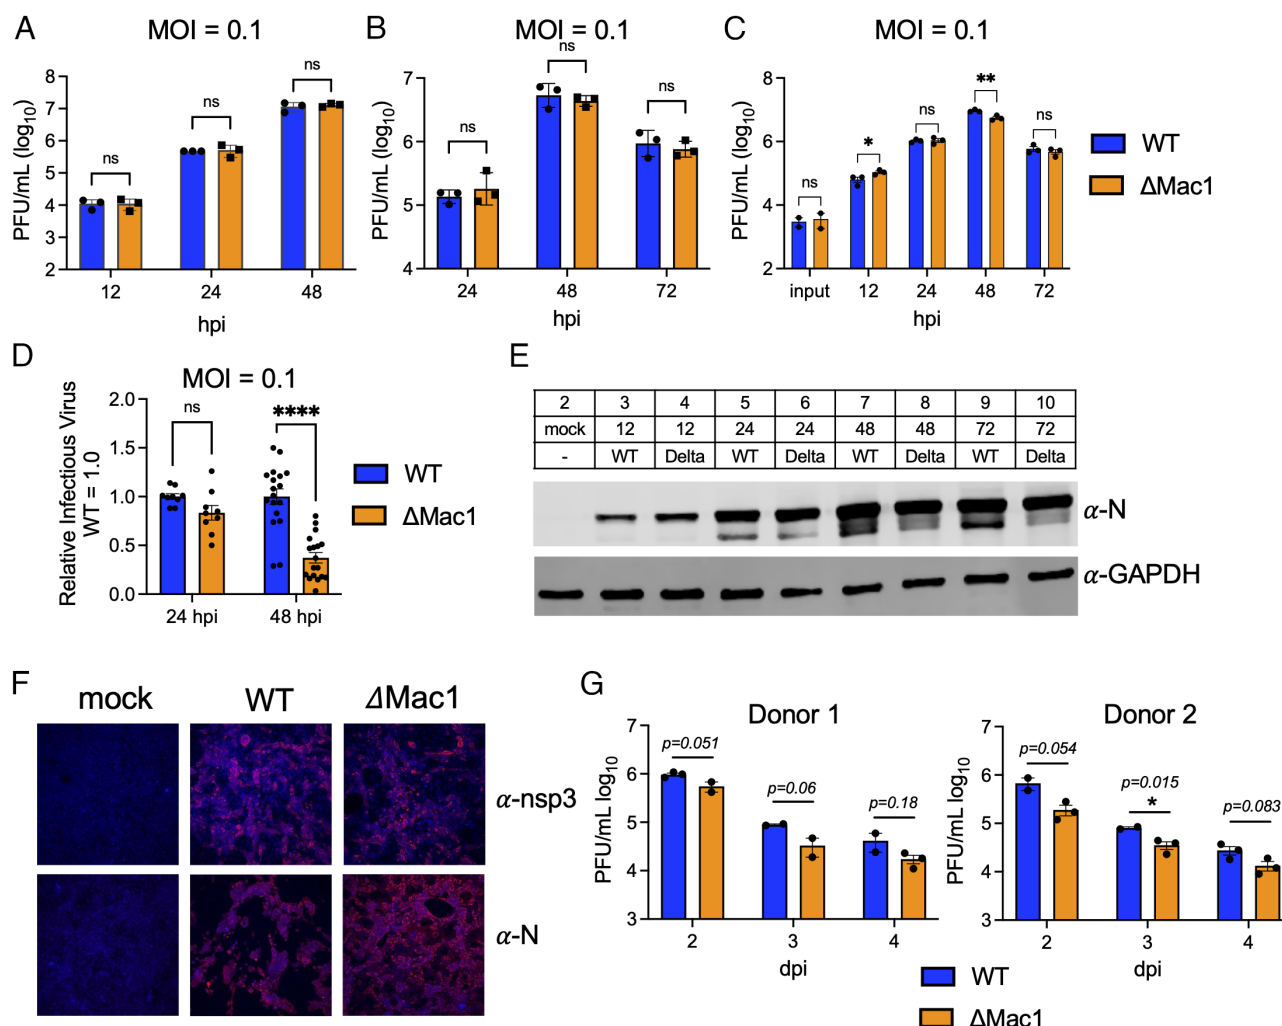 A
MOI = 0.1
PFU/mL (log10)
8
7
6
5
4
3
2
ns
ns
ns
12
24
48
hpi
B
MOI = 0.1
PFU/mL (log10)
7
6
5
4
ns
ns
ns
24
48
72
hpi
C
MOI = 0.1
PFU/mL (log10)
8
6
4
2
ns
*
ns
**
ns
input
12
24
48
72
hpi
WT
ΔMac1
D
MOI = 0.1
Relative Infectious Virus
WT = 1.0
2.0
1.5
1.0
0.5
0.0
ns
****
24 hpi
48 hpi
WT
ΔMac1
E
2 3 4 5 6 7 8 9 10
mock 12 12 24 24 48 48 72 72
- WT Delta WT Delta WT Delta WT Delta
α-N
α-GAPDH
F
mock
WT
ΔMac1
α-nsp3
α-N
G
Donor 1
PFU/mL log10
7
6
5
4
3
p=0.051
p=0.06
p=0.18
2
3
4
dpi
Donor 2
PFU/mL log10
7
6
5
4
3
p=0.054
p=0.015
*
p=0.083
2
3
4
dpi
WT
ΔMac1